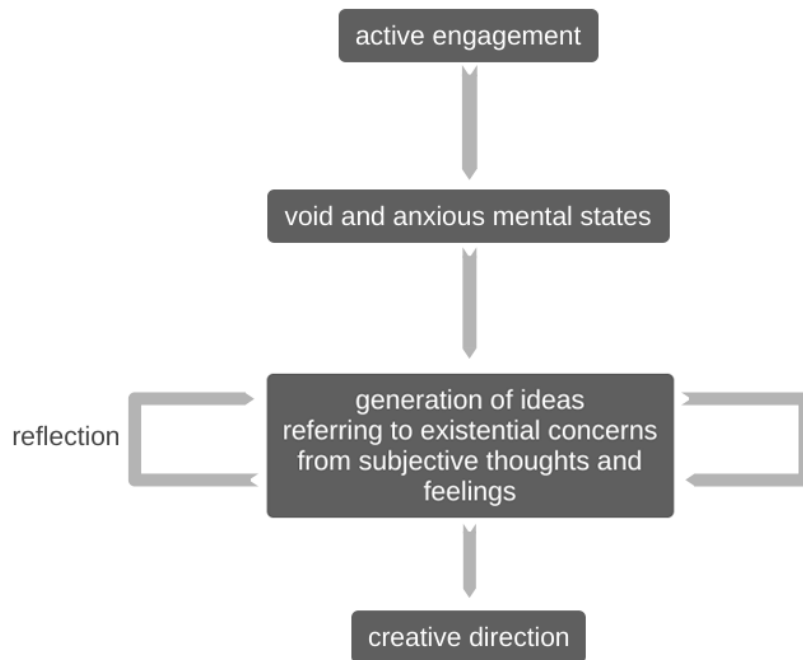 active engagement
void and anxious mental states
reflection
generation of ideas
referring to existential concerns
from subjective thoughts and
feelings
creative direction